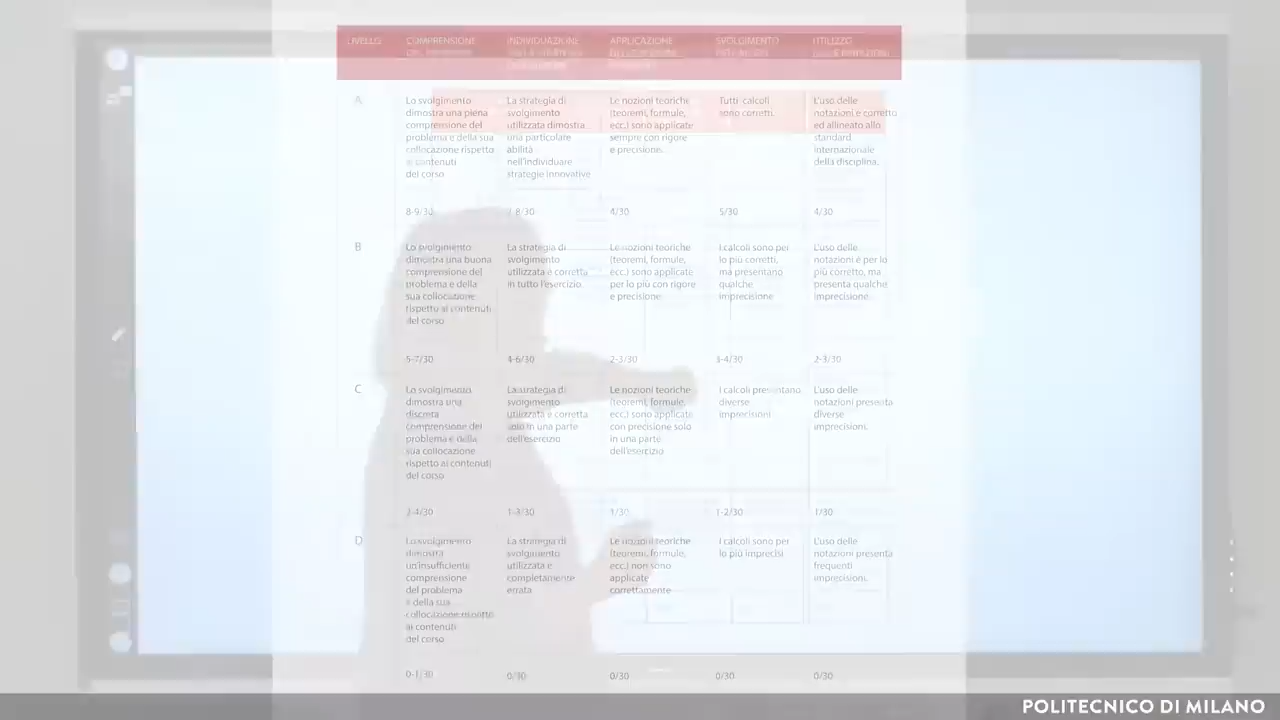 LIVELLO
COMPRENSIONE
DEL PROBLEMA
INDIVIDUAZIONE
APPLICAZIONE
SVOLGIMENTO
DEI CALCOLI
UTILIZZO
DELLE NOTAZIONI
A
Lo svolgimento
dimostra una piena
comprensione del
problema e della sua
collocazione rispetto
ai contenuti
del corso
8-9/30
La strategia di
svolgimento
utilizzata dimostra
una particolare
abilità
nell'individuare
strategie innovative
7-8/30
Le nozioni teoriche
(teoremi, formule,
ecc.) sono applicate
sempre con rigore
e precisione.
4/30
Tutti i calcoli
sono corretti.
5/30
L'uso delle
notazioni è corretto
ed allineato allo
standard
internazionale
della disciplina.
4/30
B
Lo svolgimento
dimostra una buona
comprensione del
problema e della
sua collocazione
rispetto ai contenuti
del corso
5-7/30
La strategia di
svolgimento
utilizzata è corretta
in tutto l'esercizio.
4-6/30
Le nozioni teoriche
(teoremi, formule,
ecc.) sono applicate
per lo più con rigore
e precisione
2-3/30
I calcoli sono per
lo più corretti,
ma presentano
qualche
imprecisione
3-4/30
L'uso delle
notazioni è per lo
più corretto, ma
presenta qualche
imprecisione.
2-3/30
C
Lo svolgimento
dimostra una
discreta
comprensione del
problema e della
sua collocazione
rispetto ai contenuti
del corso
2-4/30
La strategia di
svolgimento
utilizzata è corretta
solo in una parte
dell'esercizio
1-3/30
Le nozioni teoriche
(teoremi, formule,
ecc.) sono applicate
con precisione solo
in una parte
dell'esercizio
1/30
I calcoli presentano
diverse
imprecisioni
1-2/30
L'uso delle
notazioni presenta
diverse
imprecisioni.
1/30
D
Lo svolgimento
dimostra
un'insufficiente
comprensione
del problema
e della sua
collocazione rispetto
ai contenuti
del corso
0-1/30
La strategia di
svolgimento
utilizzata è
completamente
errata
0/30
Le nozioni teoriche
(teoremi, formule,
ecc.) non sono
applicate
correttamente
0/30
I calcoli sono per
lo più imprecisi
0/30
L'uso delle
notazioni presenta
frequenti
imprecisioni.
0/30
POLITECNICO DI MILANO